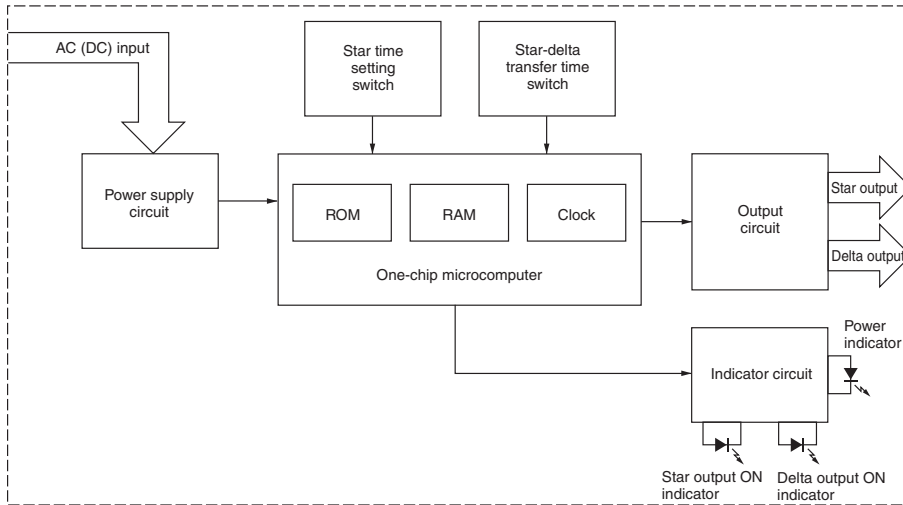 AC (DC) input
Star time
setting
switch
Star-delta
transfer time
switch
Power supply
circuit
ROM
RAM
Clock
One-chip microcomputer
Output
circuit
Star output
Delta output
Power
indicator
Indicator circuit
Star output ON
indicator
Delta output ON
indicator